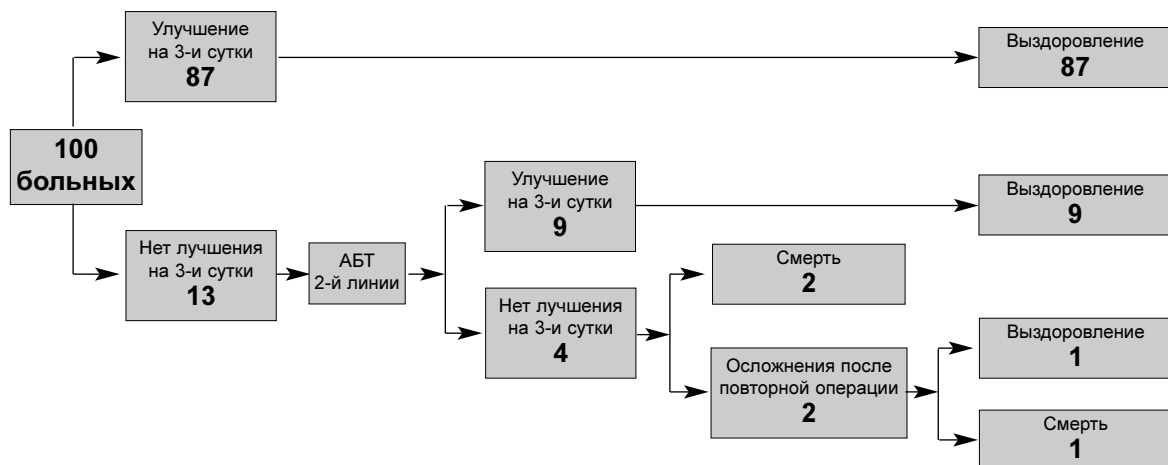 Улучшение
на 3-и сутки
87
Выздоровление
87
100
больных
Улучшение
на 3-и сутки
9
Выздоровление
9
Нет лучшения
на 3-и сутки
13
АБТ
2-й линии
Смерть
2
Нет лучшения
на 3-и сутки
4
Выздоровление
1
Осложнения после
повторной операции
2
Смерть
1